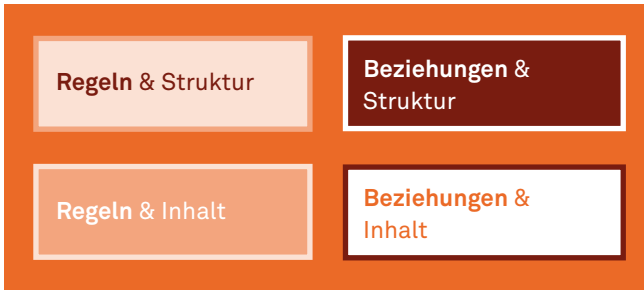 Regeln & Struktur
Beziehungen &
Struktur
Regeln & Inhalt
Beziehungen &
Inhalt